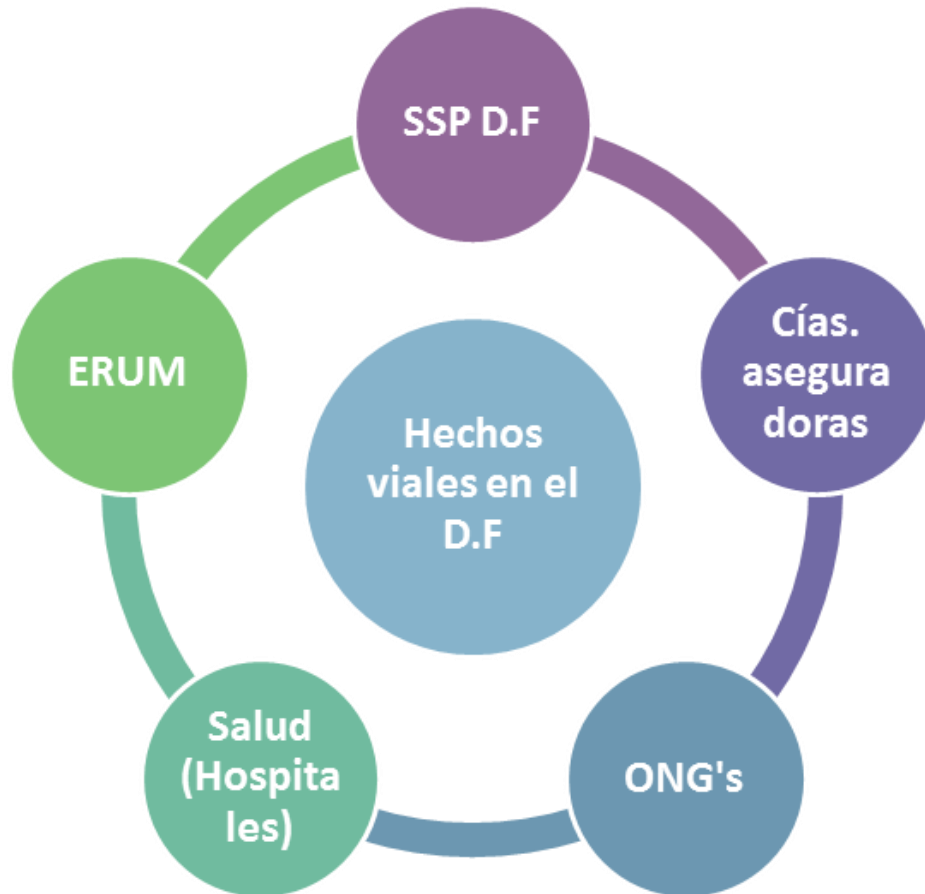 SSP D.F
Cías.
asegura
doras
ERUM
Hechos
viales en el
D.F
Salud
(Hospita
les)
ONG's